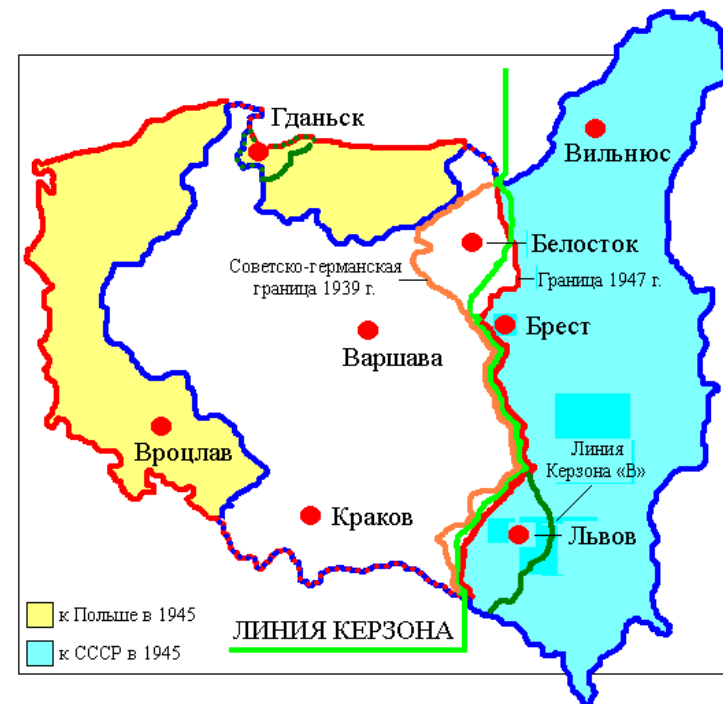 Гданьск
Вильнюс
Белосток
Советско-германская
граница 1939 г.
Граница 1947 г.
Брест
Варшава
Вроцлав
Линия
Керзона «В»
Краков
Львов
к Польше в 1945
ЛИНИЯ КЕРЗОНА
к СССР в 1945